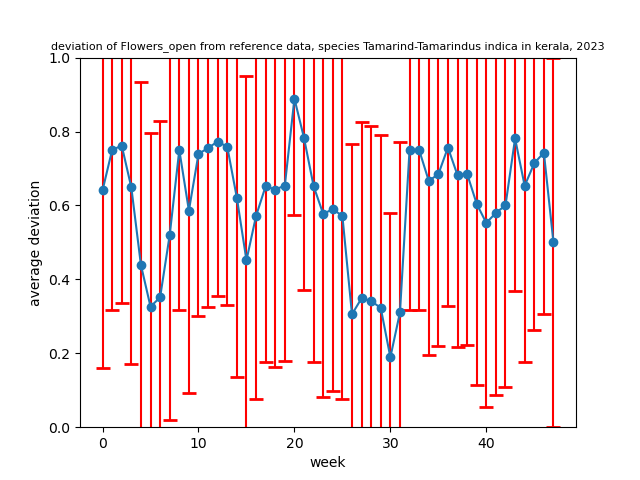 deviation of Flowers_open from reference data, species Tamarind-Tamarindus indica in kerala, 2023
1.0
0.8
0.6
0.4
0.2
0.0
average deviation
0 10 20 30 40
week